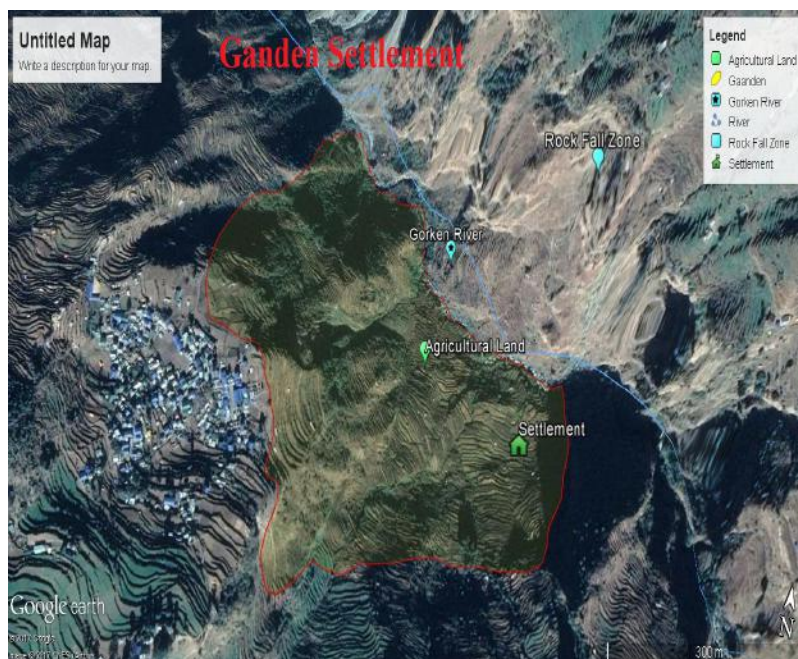 Untitled Map
Write a description for your map.
Ganden Settlement
Legend
Agricultural Land
Gaanden
Gorken River
River
Rock Fall Zone
Settlement
Rock Fall Zone
Gorken River
Agricultural Land
Settlement
Google earth
300 m
N